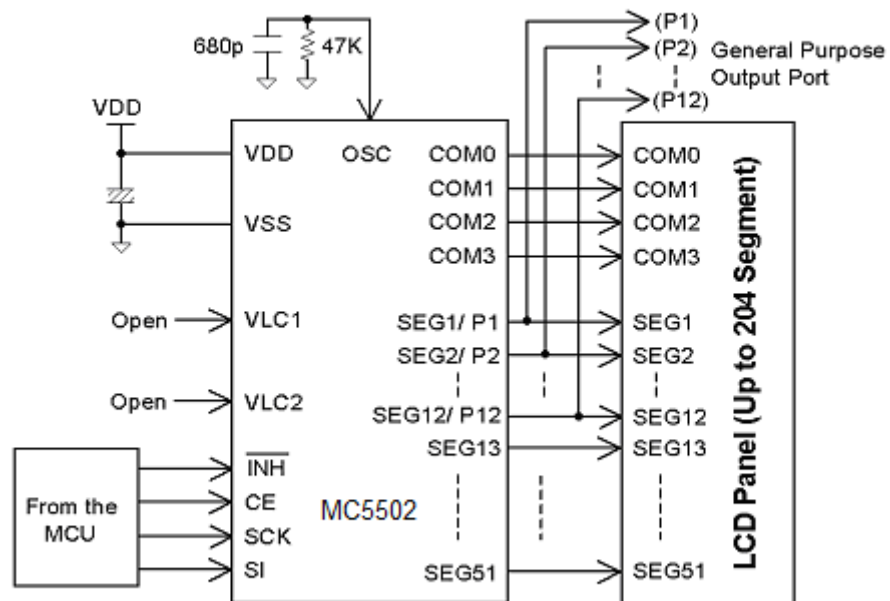 680p
47K
(P1)
(P2)
General Purpose
Output Port
(P12)
VDD
VDD
OSC
COM0
COM0
COM1
COM1
VSS
COM2
COM2
COM3
COM3
Open
VLC1
SEG1/ P1
SEG1
SEG2/ P2
SEG2
Open
VLC2
SEG12/ P12
SEG12
SEG13
SEG13
From the
MCU
INH
CE
SCK
SI
MC5502
SEG51
SEG51
LCD Panel (Up to 204 Segment)